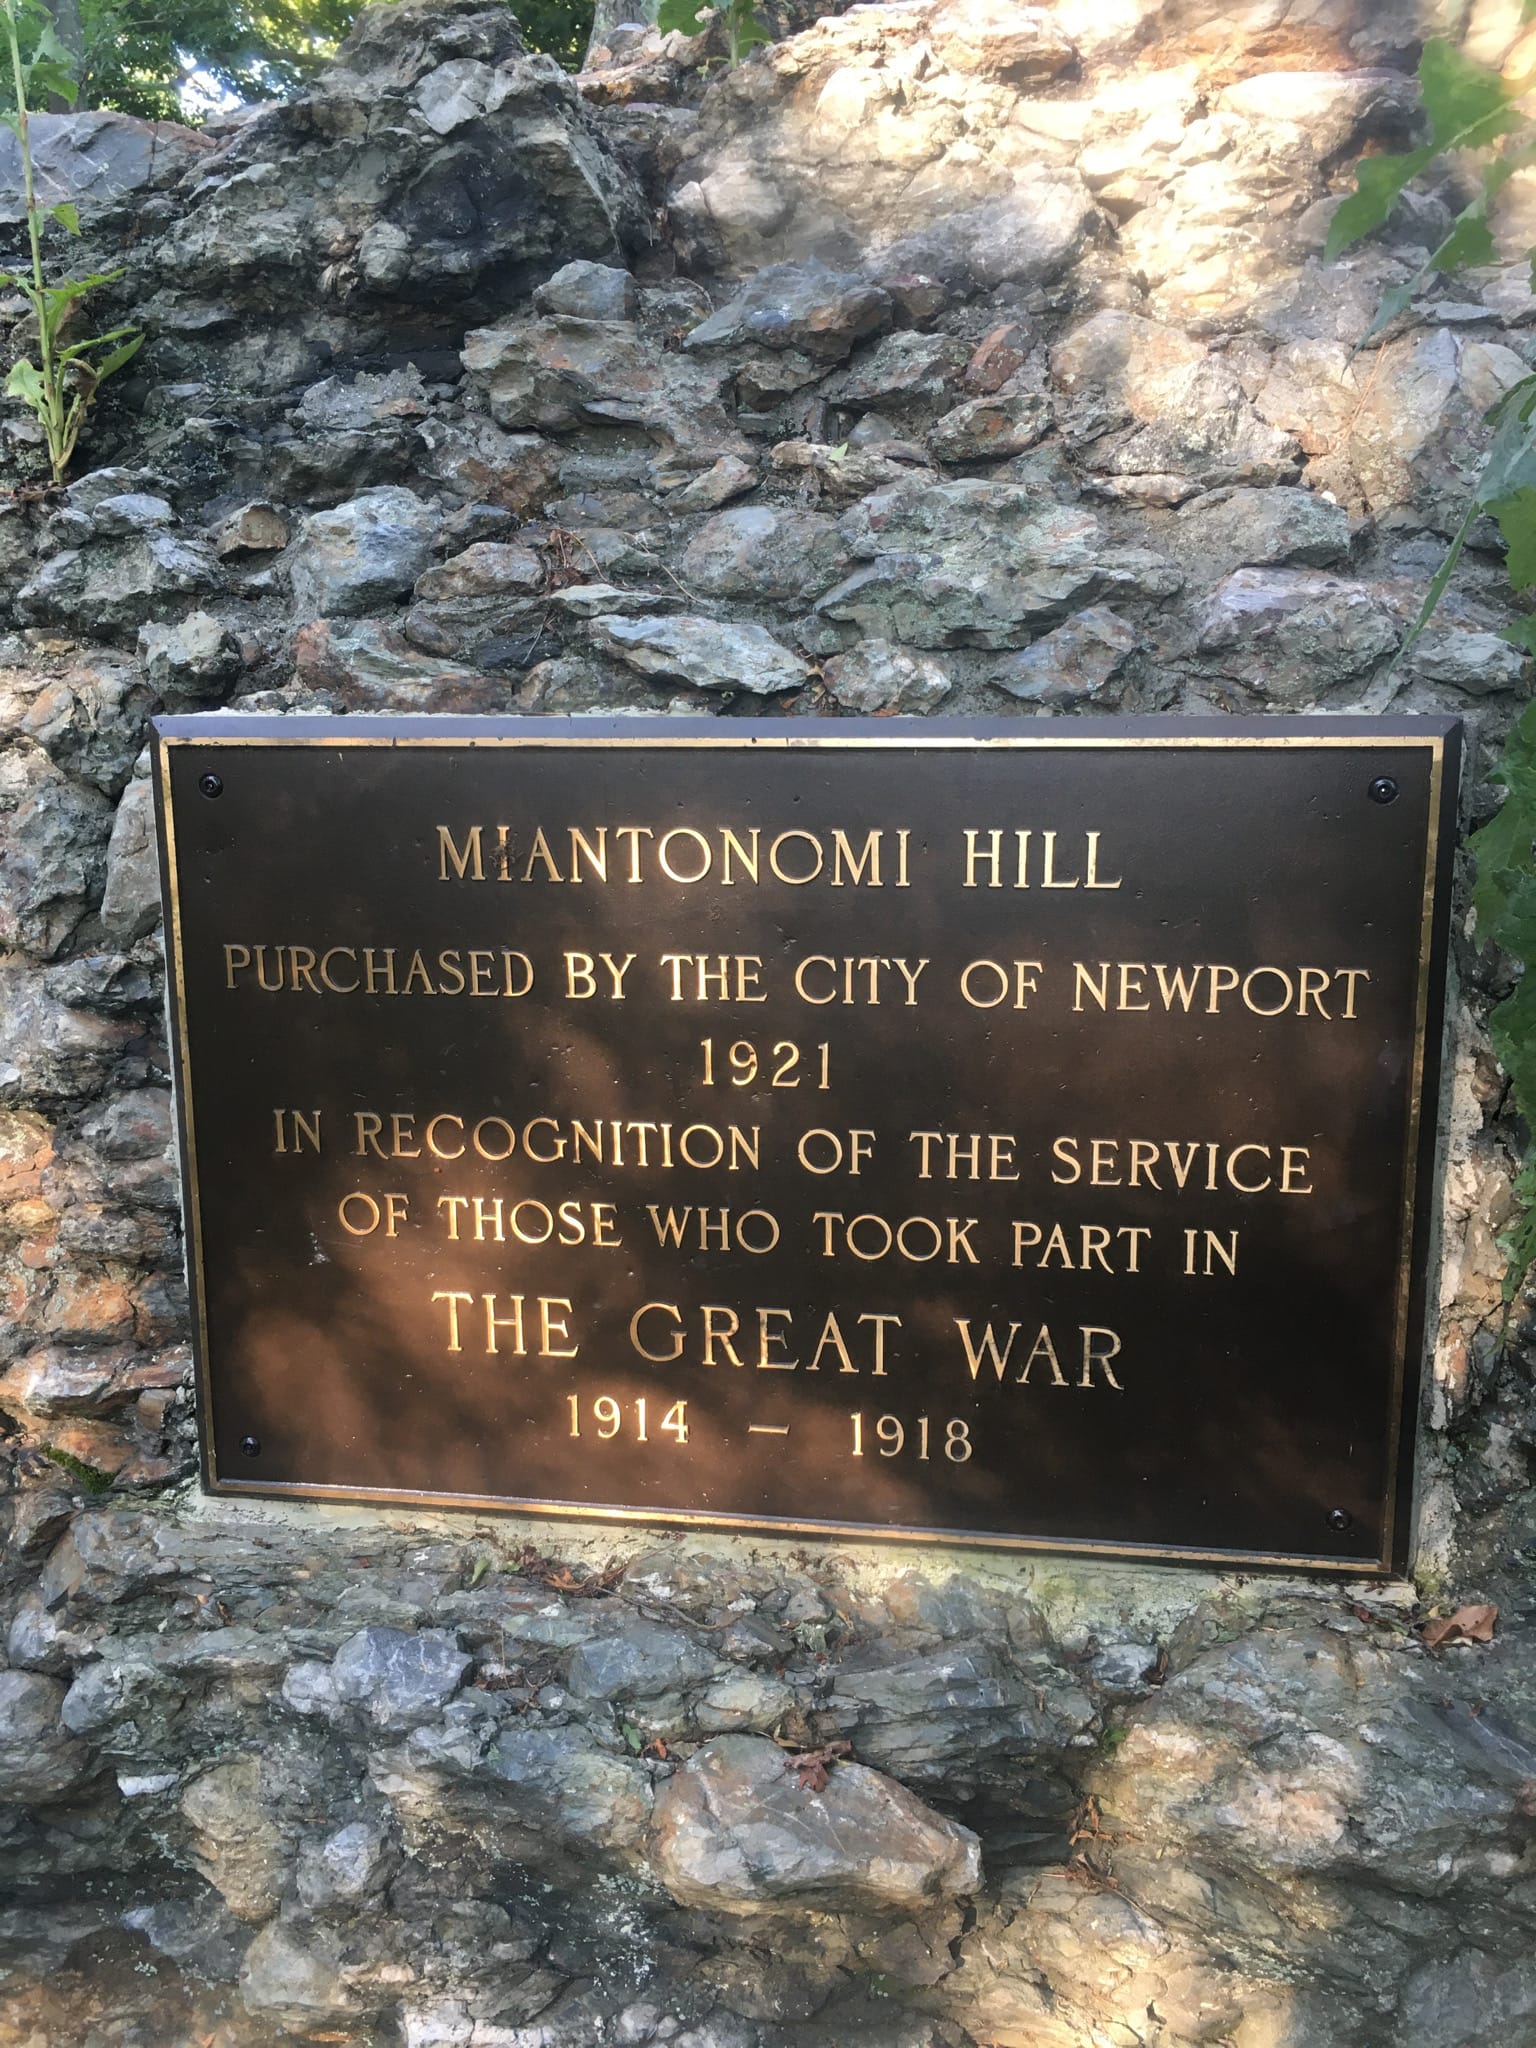 MIANTONOMI HILL
PURCHASED BY THE CITY OF NEWPORT
1921
IN RECOGNITION OF THE SERVICE
OF THOSE WHO TOOK PART IN
THE GREAT WAR
1914 – 1918